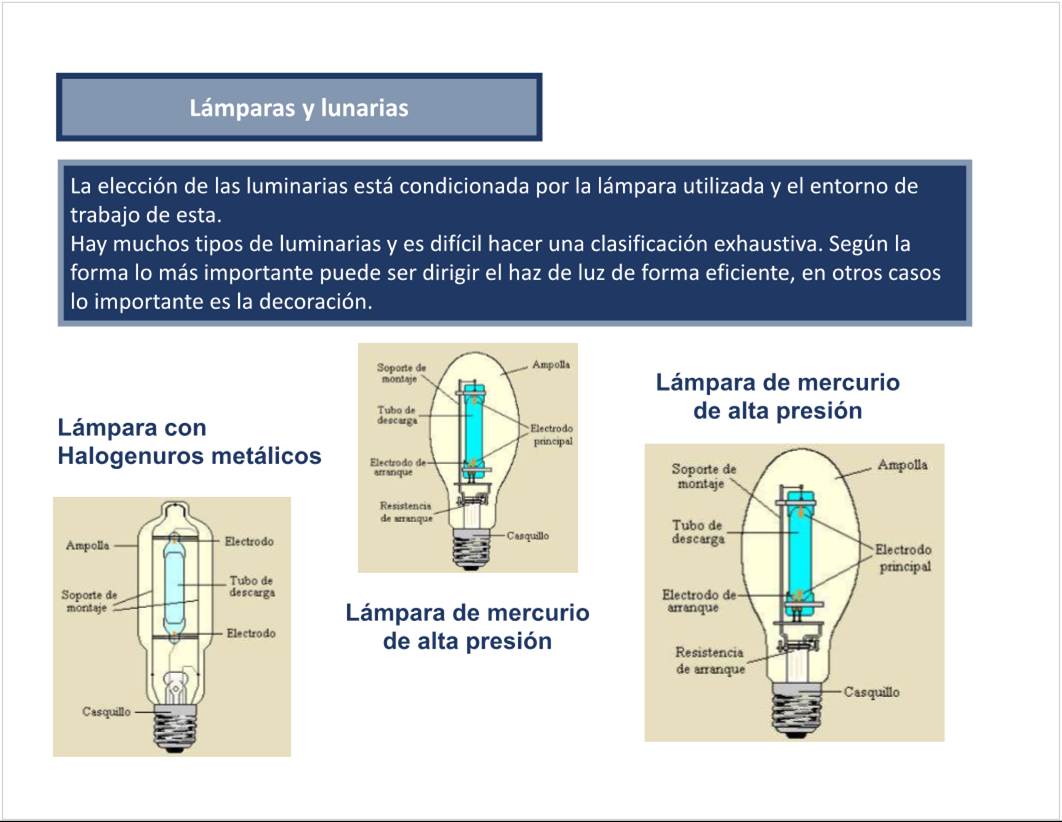 Lámparas y lunarias
La elección de las luminarias está condicionada por la lámpara utilizada y el entorno de
trabajo de esta.
Hay muchos tipos de luminarias y es difícil hacer una clasificación exhaustiva. Según la
forma lo más importante puede ser dirigir el haz de luz de forma eficiente, en otros casos
lo importante es la decoración.
Lámpara con
Halogenuros metálicos
Ampolla
Soporte de
montaje
Casquillo
Electrodo
Tubo de
descarga
Electrodo
Soporte de
montaje
Tubo de
descarga
Electrodo de
arranque
Resistencia
de arranque
Ampolla
Electrodo
principal
Casquillo
Lámpara de mercurio
de alta presión
Lámpara de mercurio
de alta presión
Soporte de
montaje
Tubo de
descarga
Electrodo de
arranque
Resistencia
de arranque
Ampolla
Electrodo
principal
Casquillo